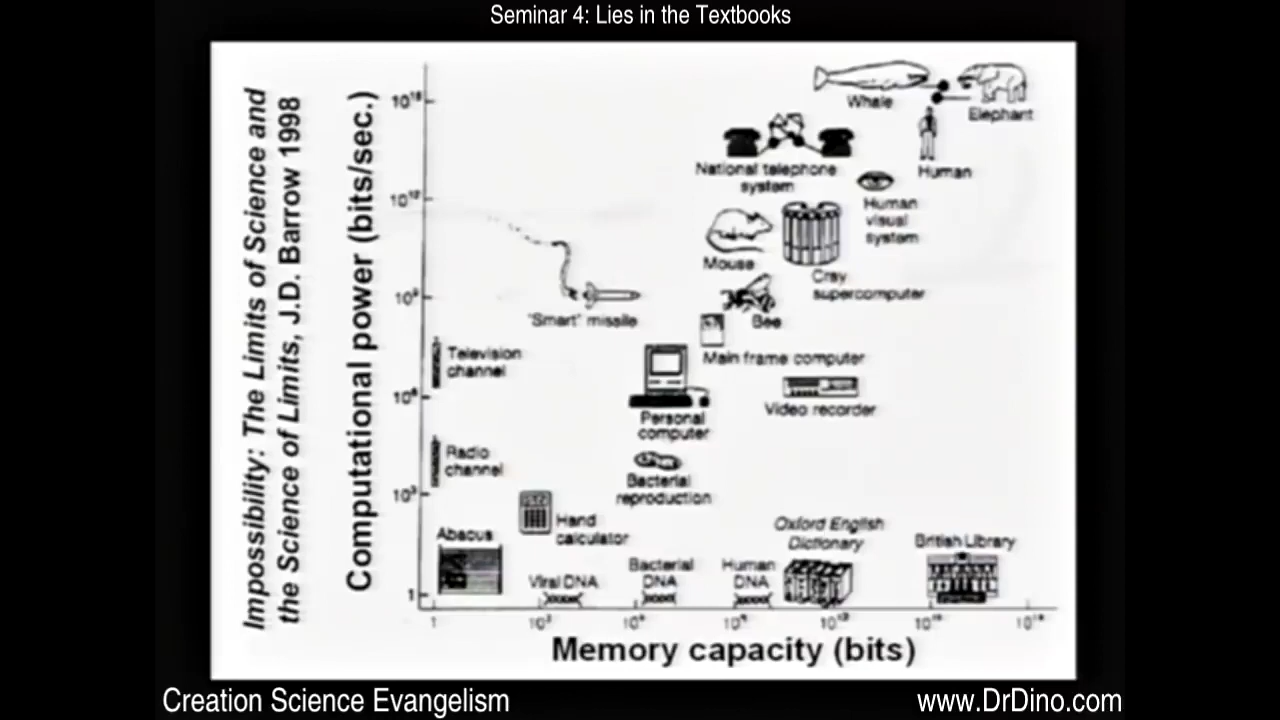 Seminar 4: Lies in the Textbooks
Impossibility: The Limits of Science and
the Science of Limits, J.D. Barrow 1998
Computational power (bits/sec.)
Whale
Elephant
National telephone
system
Human
10¹²
Human
visual
system
Mouse
Cray
supercomputer
"Smart" missile
Bee
Television
channel
Main frame computer
Video recorder
Personal
computer
Radio
channel
Bacterial
reproduction
10³
Hand
calculator
Abacus
Oxford English
Dictionary
British Library
Viral DNA
Bacterial
DNA
Human
DNA
1
1
Memory capacity (bits)
Creation Science Evangelism
www.DrDino.com